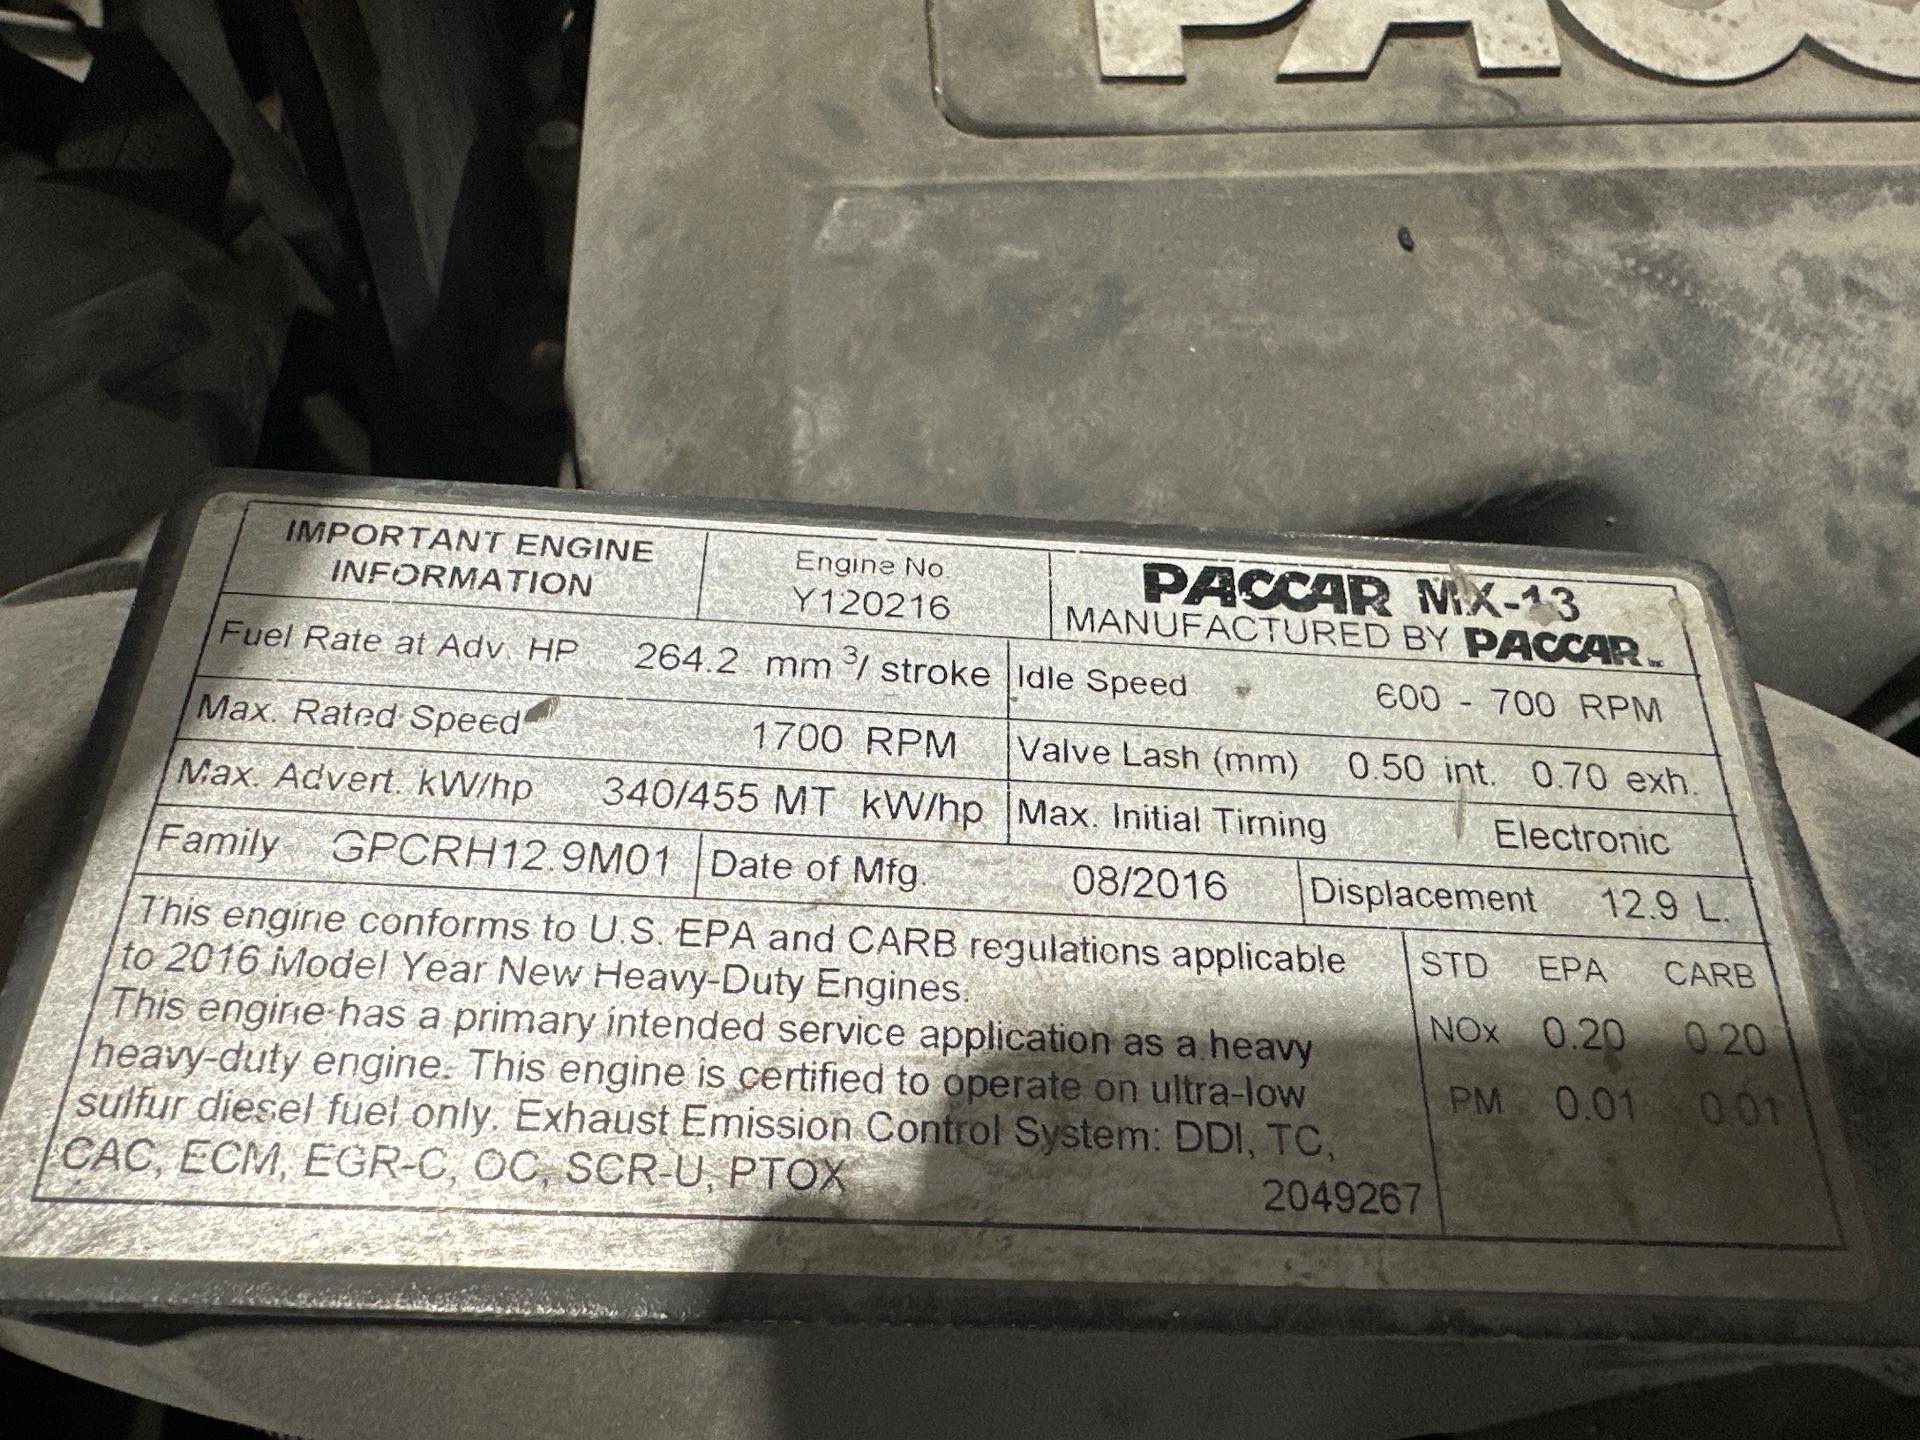 PACC
IMPORTANT ENGINE
INFORMATION
Engine No.
Y120216
PACCAR MX-13
MANUFACTURED BY PACCAR Inc
Fuel Rate at Adv. HP 264.2 mm³/ stroke
Idle Speed 600 - 700 RPM
Max. Rated Speed 1700 RPM
Valve Lash (mm) 0.50 int. 0.70 exh.
Max. Advert. kW/hp 340/455 MT kW/hp
Max. Initial Timing Electronic
Family GPCRH12.9M01
Date of Mfg. 08/2016
Displacement 12.9 L.
This engine conforms to U.S. EPA and CARB regulations applicable
to 2016 Model Year New Heavy-Duty Engines.
This engine has a primary intended service application as a heavy
heavy-duty engine. This engine is certified to operate on ultra-low
sulfur diesel fuel only. Exhaust Emission Control System: DDI, TC,
CAC, ECM, EGR-C, OC, SCR-U, PTOX
2049267
STD EPA CARB
NOx 0.20 0.20
PM 0.01 0.01